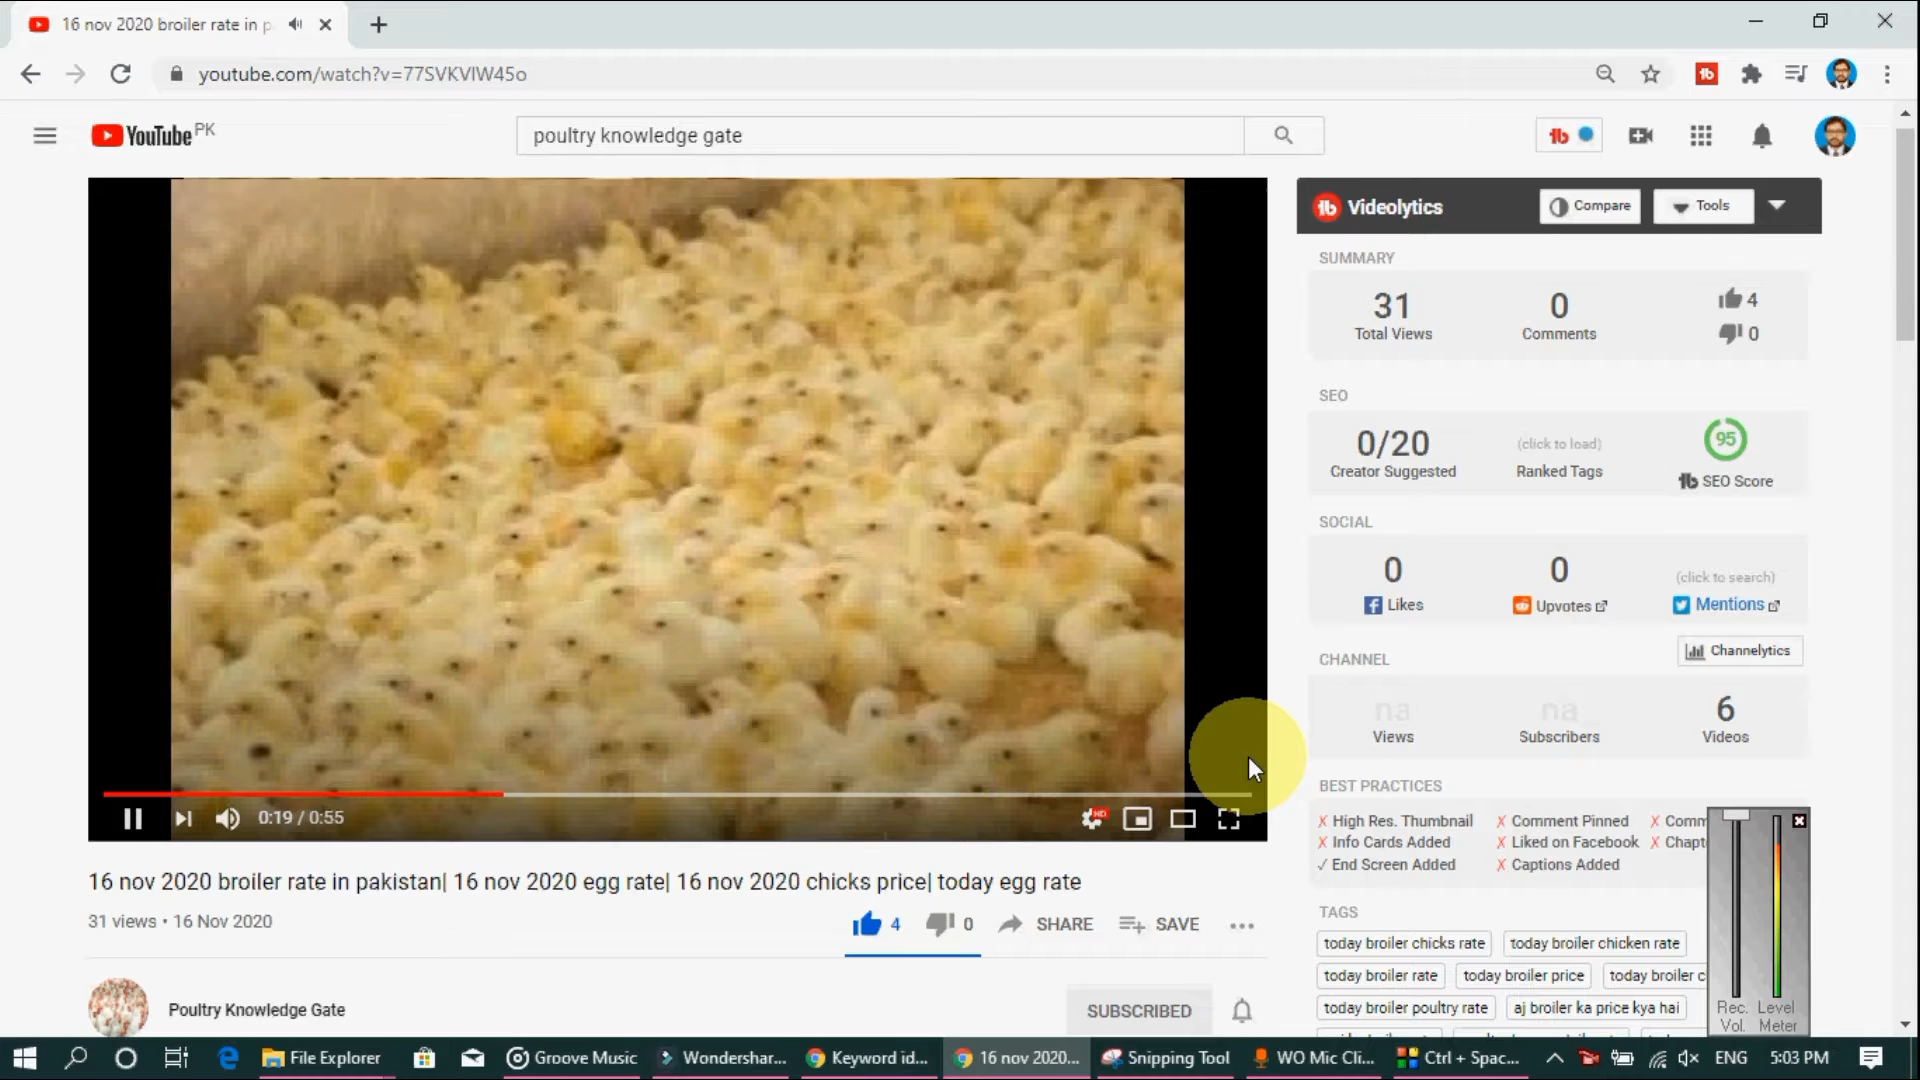 16 nov 2020 broiler rate in p
youtube.com/watch?v=77SVKVIW45o
YouTube PK
poultry knowledge gate
Videolytics
Compare
Tools
SUMMARY
31
Total Views
0
Comments
4
0
SEO
0/20
Creator Suggested
(click to load)
Ranked Tags
95
SEO Score
SOCIAL
0
Likes
0
Upvotes
(click to search)
Mentions
CHANNEL
Channelytics
na
Views
na
Subscribers
6
Videos
BEST PRACTICES
High Res. Thumbnail
Comment Pinned
Comm
Info Cards Added
Liked on Facebook
Chapt
End Screen Added
Captions Added
TAGS
today broiler chicks rate
today broiler chicken rate
today broiler rate
today broiler price
today broiler c
today broiler poultry rate
aj broiler ka price kya hai
Rec. Level
Vol. Meter
0:19 / 0:55
HD
16 nov 2020 broiler rate in pakistan| 16 nov 2020 egg rate| 16 nov 2020 chicks price| today egg rate
31 views • 16 Nov 2020
4
0
SHARE
SAVE
Poultry Knowledge Gate
SUBSCRIBED
File Explorer
Groove Music
Wondershar...
Keyword id...
16 nov 2020...
Snipping Tool
WO Mic Cli...
Ctrl + Spac...
ENG
5:03 PM